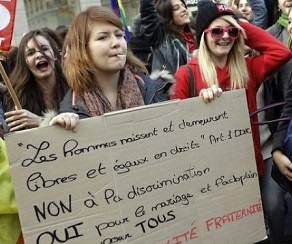 "Les hommes naissent et demeurent
libres et égaux en droits" Art 1 DDHC
NON à la discrimination
OUI pour le mariage et l'adoption
pour TOUS
FRATERNITÉ